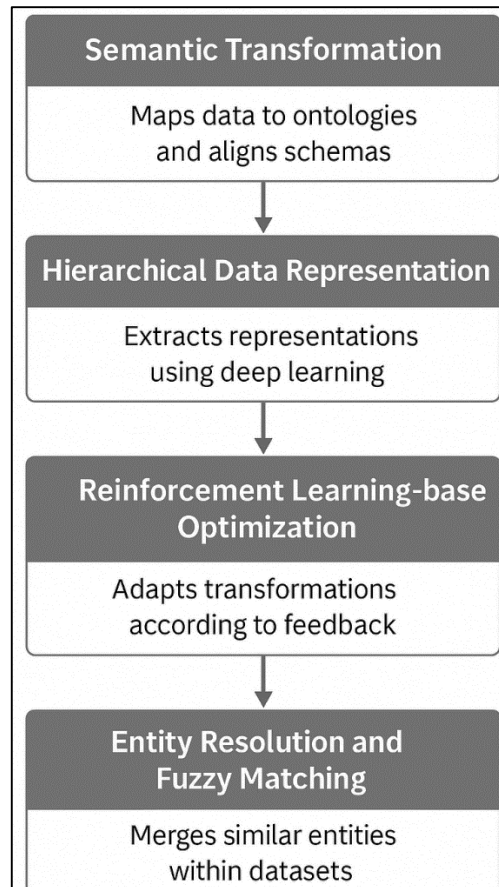 Semantic Transformation
Maps data to ontologies
and aligns schemas
Hierarchical Data Representation
Extracts representations
using deep learning
Reinforcement Learning-base
Optimization
Adapts transformations
according to feedback
Entity Resolution and
Fuzzy Matching
Merges similar entities
within datasets